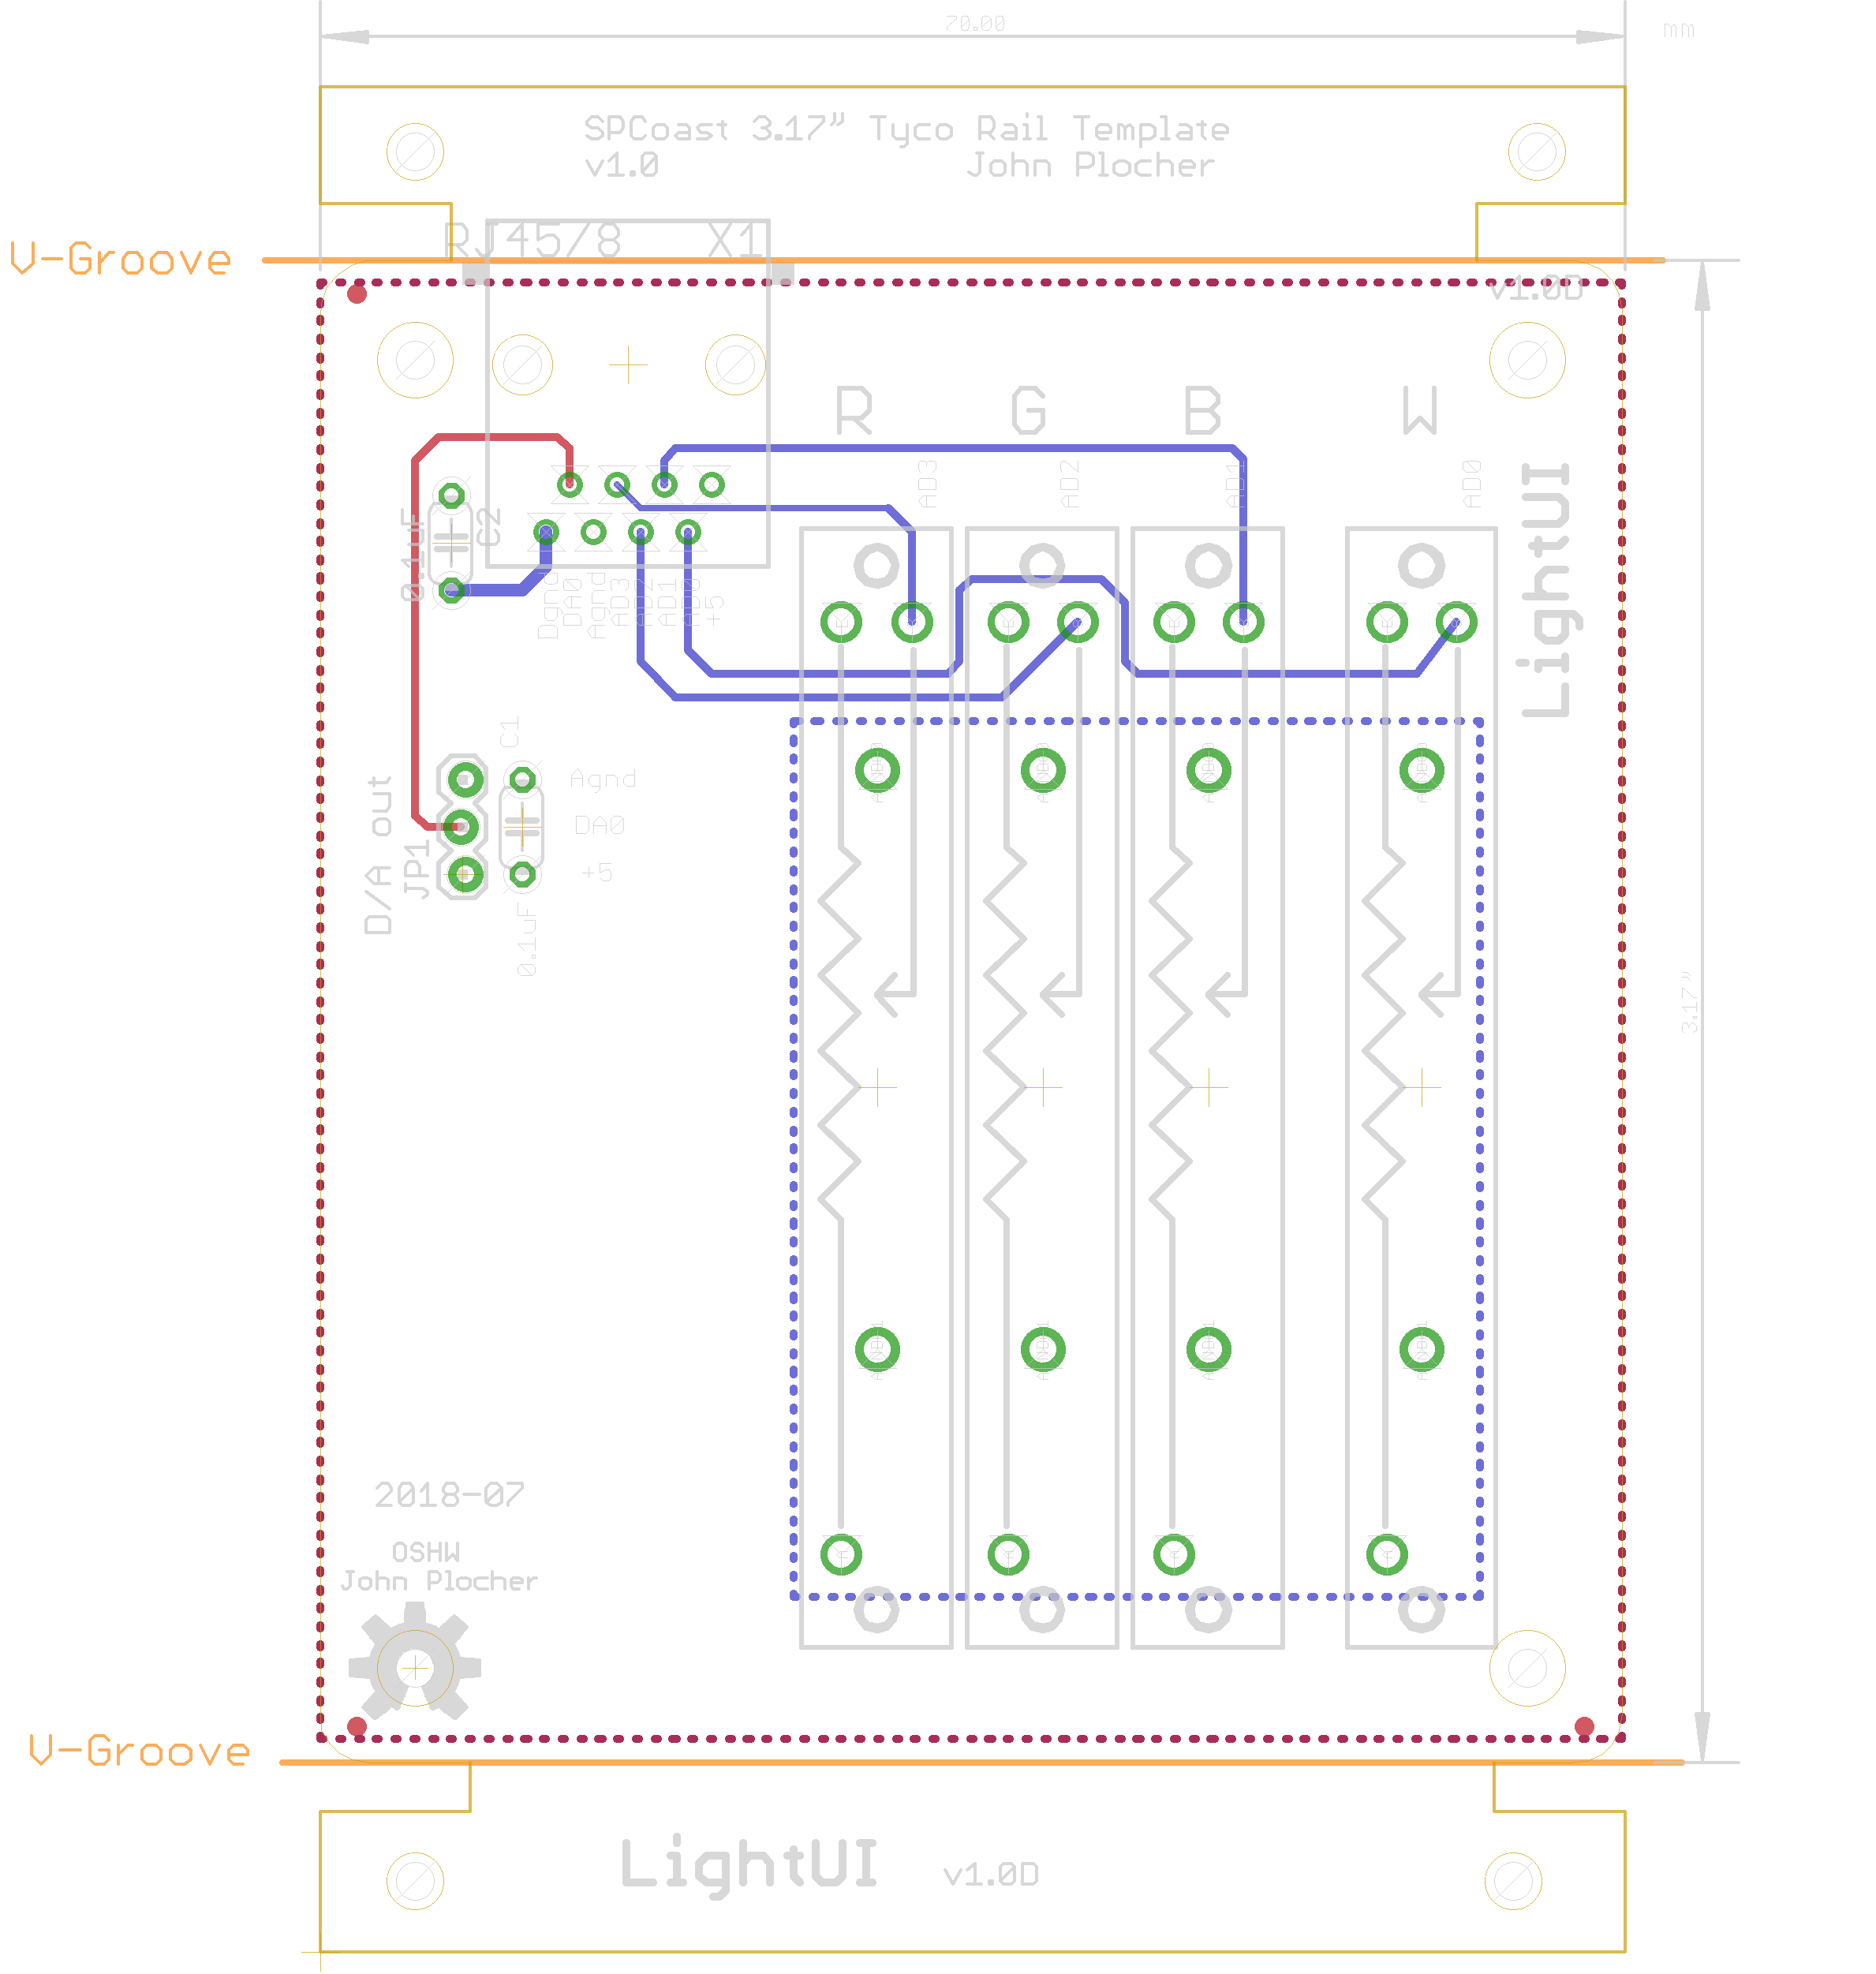 70.00
mm
SPCoast 3.17" Tyco Rail Template
v1.0 John Plocher
RJ45/8 X1
V-Groove
v1.0D
R G B W
AD3 AD2 AD1 AD0
LightUI
0.1uF
C2
Dgnd
DA0
Agnd
AD3
AD2
AD1
AD0
+5
C1
Agnd
DA0
+5
D/A out
JP1
0.1uF
3.17"
2018-07
OSHW
John Plocher
V-Groove
LightUI v1.0D